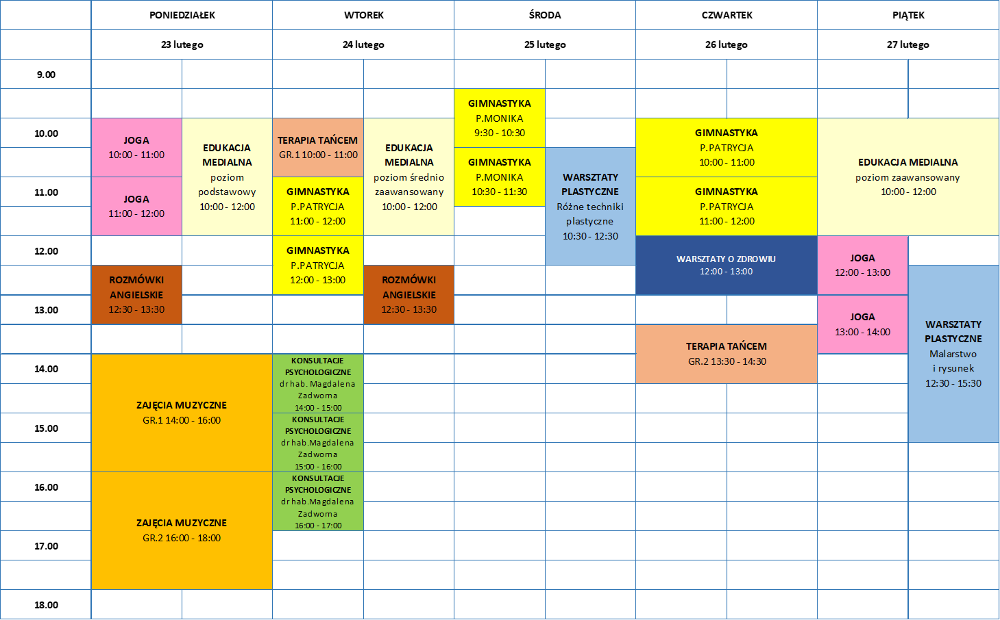 PONIEDZIAŁEK
WTOREK
ŚRODA
CZWARTEK
PIĄTEK
23 lutego
24 lutego
25 lutego
26 lutego
27 lutego
9.00
10.00
11.00
12.00
13.00
14.00
15.00
16.00
17.00
18.00
JOGA
10:00 - 11:00
JOGA
11:00 - 12:00
ROZMÓWKI
ANGIELSKIE
12:30 - 13:30
EDUKACJA
MEDIALNA
poziom
podstawowy
10:00 - 12:00
ZAJĘCIA MUZYCZNE
GR.1 14:00 - 16:00
ZAJĘCIA MUZYCZNE
GR.2 16:00 - 18:00
TERAPIA TAŃCEM
GR.1 10:00 - 11:00
GIMNASTYKA
P.PATRYCJA
11:00 - 12:00
GIMNASTYKA
P.PATRYCJA
12:00 - 13:00
KONSULTACJE
PSYCHOLOGICZNE
dr hab. Magdalena
Zadworna
14:00 - 15:00
KONSULTACJE
PSYCHOLOGICZNE
dr hab.Magdalena
Zadworna
15:00 - 16:00
KONSULTACJE
PSYCHOLOGICZNE
dr hab.Magdalena
Zadworna
16:00 - 17:00
EDUKACJA
MEDIALNA
poziom średnio
zaawansowany
10:00 - 12:00
ROZMÓWKI
ANGIELSKIE
12:30 - 13:30
GIMNASTYKA
P.MONIKA
9:30 - 10:30
GIMNASTYKA
P.MONIKA
10:30 - 11:30
WARSZTATY
PLASTYCZNE
Różne techniki
plastyczne
10:30 - 12:30
GIMNASTYKA
P.PATRYCJA
10:00 - 11:00
GIMNASTYKA
P.PATRYCJA
11:00 - 12:00
WARSZTATY O ZDROWIU
12:00 - 13:00
TERAPIA TAŃCEM
GR.2 13:30 - 14:30
EDUKACJA MEDIALNA
poziom zaawansowany
10:00 - 12:00
JOGA
12:00 - 13:00
JOGA
13:00 - 14:00
WARSZTATY
PLASTYCZNE
Malarstwo
i rysunek
12:30 - 15:30